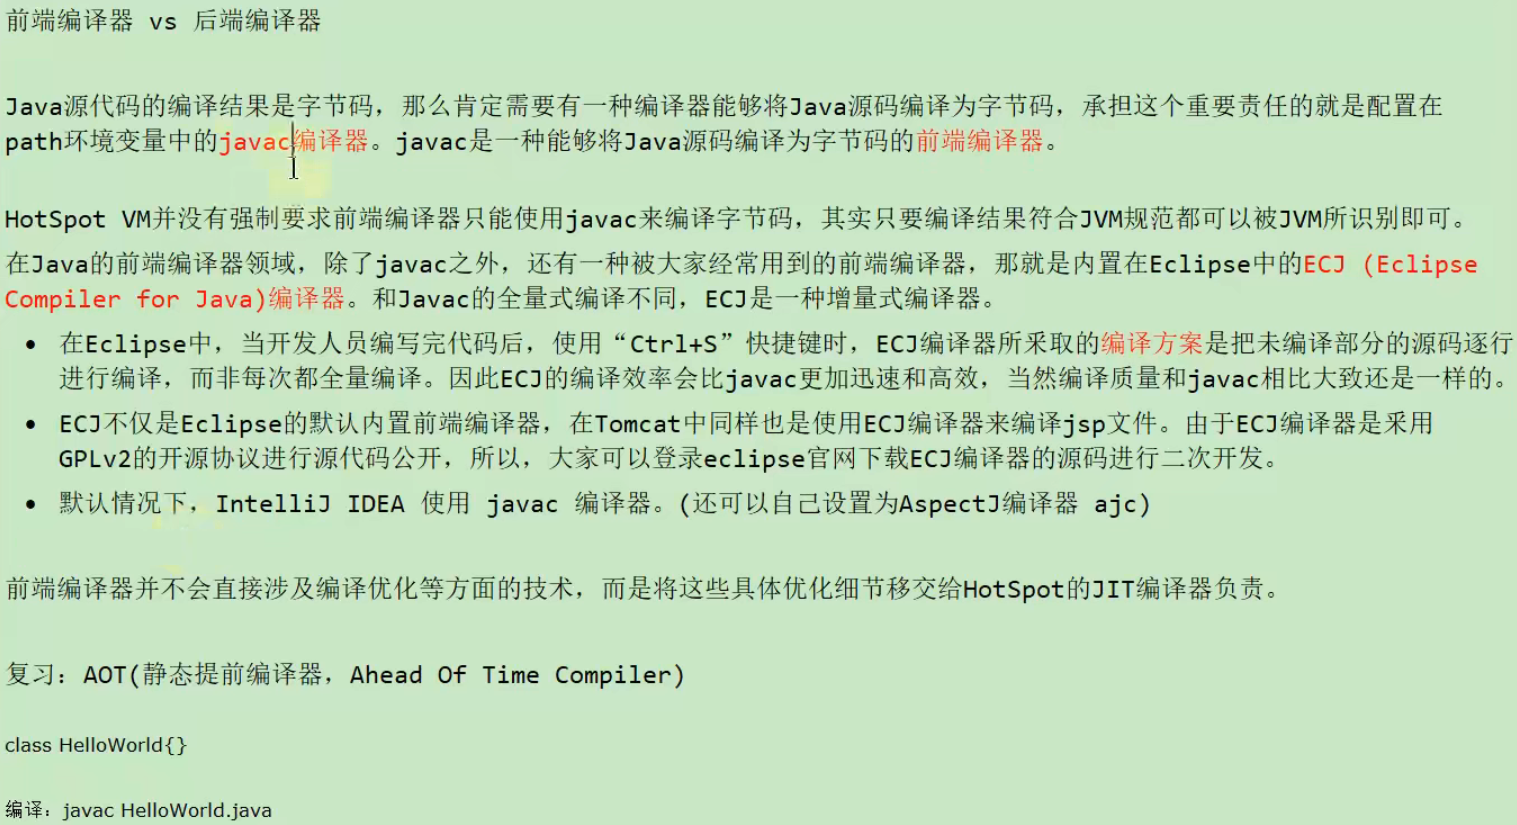 前端编译器 vs 后端编译器
Java源代码的编译结果是字节码，那么肯定需要有一种编译器能够将Java源码编译为字节码，承担这个重要责任的就是配置在
path环境变量中的javac编译器。javac是一种能够将Java源码编译为字节码的前端编译器。
HotSpot VM并没有强制要求前端编译器只能使用javac来编译字节码，其实只要编译结果符合JVM规范都可以被JVM所识别即可。
在Java的前端编译器领域，除了javac之外，还有一种被大家经常用到的前端编译器，那就是内置在Eclipse中的ECJ (Eclipse
Compiler for Java)编译器。和Javac的全量式编译不同，ECJ是一种增量式编译器。
• 在Eclipse中，当开发人员编写完代码后，使用“Ctrl+S”快捷键时，ECJ编译器所采取的编译方案是把未编译部分的源码逐行
进行编译，而非每次都全量编译。因此ECJ的编译效率会比javac更加迅速和高效，当然编译质量和javac相比大致还是一样的。
• ECJ不仅是Eclipse的默认内置前端编译器，在Tomcat中同样也是使用ECJ编译器来编译jsp文件。由于ECJ编译器是采用
GPLv2的开源协议进行源代码公开，所以，大家可以登录eclipse官网下载ECJ编译器的源码进行二次开发。
• 默认情况下，IntelliJ IDEA 使用 javac 编译器。(还可以自己设置为AspectJ编译器 ajc)
前端编译器并不会直接涉及编译优化等方面的技术，而是将这些具体优化细节移交给HotSpot的JIT编译器负责。
复习：AOT(静态提前编译器，Ahead Of Time Compiler)
class HelloWorld{}
编译：javac HelloWorld.java